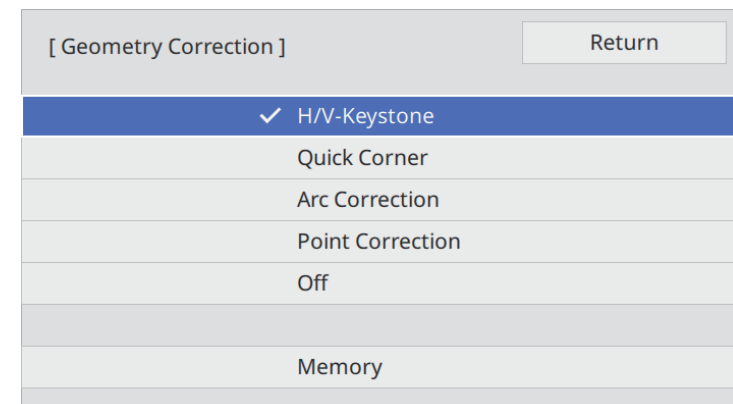 [ Geometry Correction ]
Return
H/V-Keystone
Quick Corner
Arc Correction
Point Correction
Off
Memory